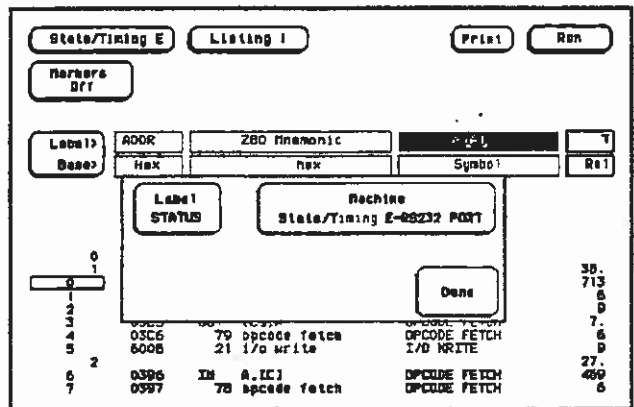 State/Timing E Listing 1 Print Run
Markers
Off
Label> ADDR Z80 Mnemonic T
Base> Hex Hex Symbol Rel
Label Machine
STATUS State/Timing E-RS232 PORT
0
1 38.
0 713
1 6
Done
2 9
3 7.
4 03C6 79 opcode fetch OPCODE FETCH 6
5 6008 21 i/o write I/O WRITE 9
2 27.
6 0396 IN A,[C] OPCODE FETCH 469
7 0397 78 opcode fetch OPCODE FETCH 6